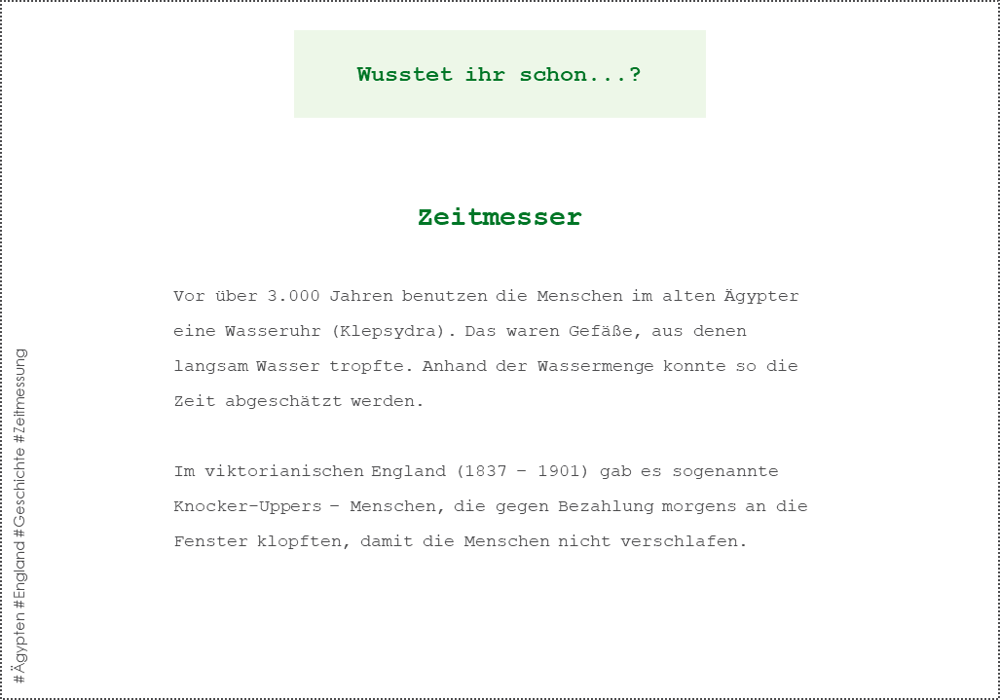 Wusstet ihr schon...?
Zeitmesser
Vor über 3.000 Jahren benutzen die Menschen im alten Ägypter
eine Wasseruhr (Klepsydra). Das waren Gefäße, aus denen
langsam Wasser tropfte. Anhand der Wassermenge konnte so die
Zeit abgeschätzt werden.
Im viktorianischen England (1837 – 1901) gab es sogenannte
Knocker-Uppers – Menschen, die gegen Bezahlung morgens an die
Fenster klopften, damit die Menschen nicht verschlafen.
#Ägypten #England #Geschichte #Zeitmessung